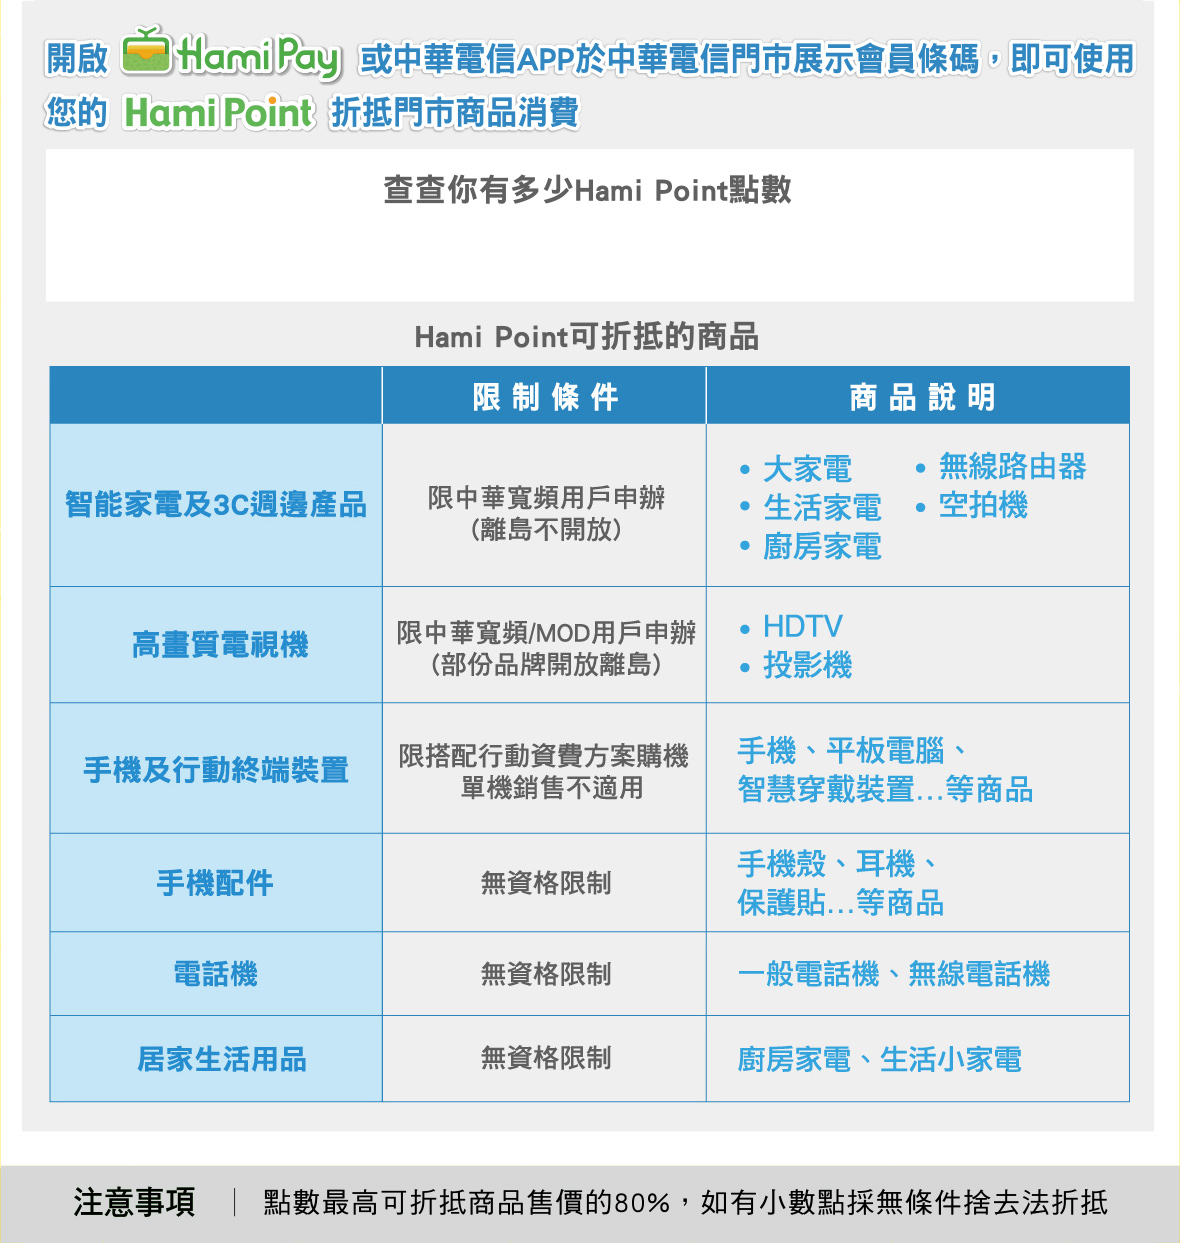 開啟 Hami Pay 或中華電信APP於中華電信門市展示會員條碼，即可使用
您的 Hami Point 折抵門市商品消費
查查你有多少Hami Point點數
Hami Point可折抵的商品
限制條件 商品說明
智能家電及3C週邊產品
限中華寬頻用戶申辦
(離島不開放)
• 大家電
• 生活家電
• 廚房家電
• 無線路由器
• 空拍機
高畫質電視機
限中華寬頻/MOD用戶申辦
(部份品牌開放離島)
• HDTV
• 投影機
手機及行動終端裝置
限搭配行動資費方案購機
單機銷售不適用
手機、平板電腦、
智慧穿戴裝置...等商品
手機配件
無資格限制
手機殼、耳機、
保護貼...等商品
電話機
無資格限制
一般電話機、無線電話機
居家生活用品
無資格限制
廚房家電、生活小家電
注意事項｜點數最高可折抵商品售價的80%，如有小數點採無條件捨去法折抵